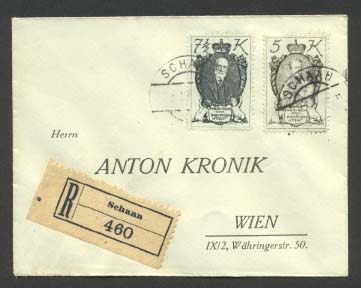 7½ K
5 K
SCHAAN
SCHAAN
Herrn
ANTON KRONIK
WIEN
IX/2, Währingerstr. 50.
R
Schaan
460